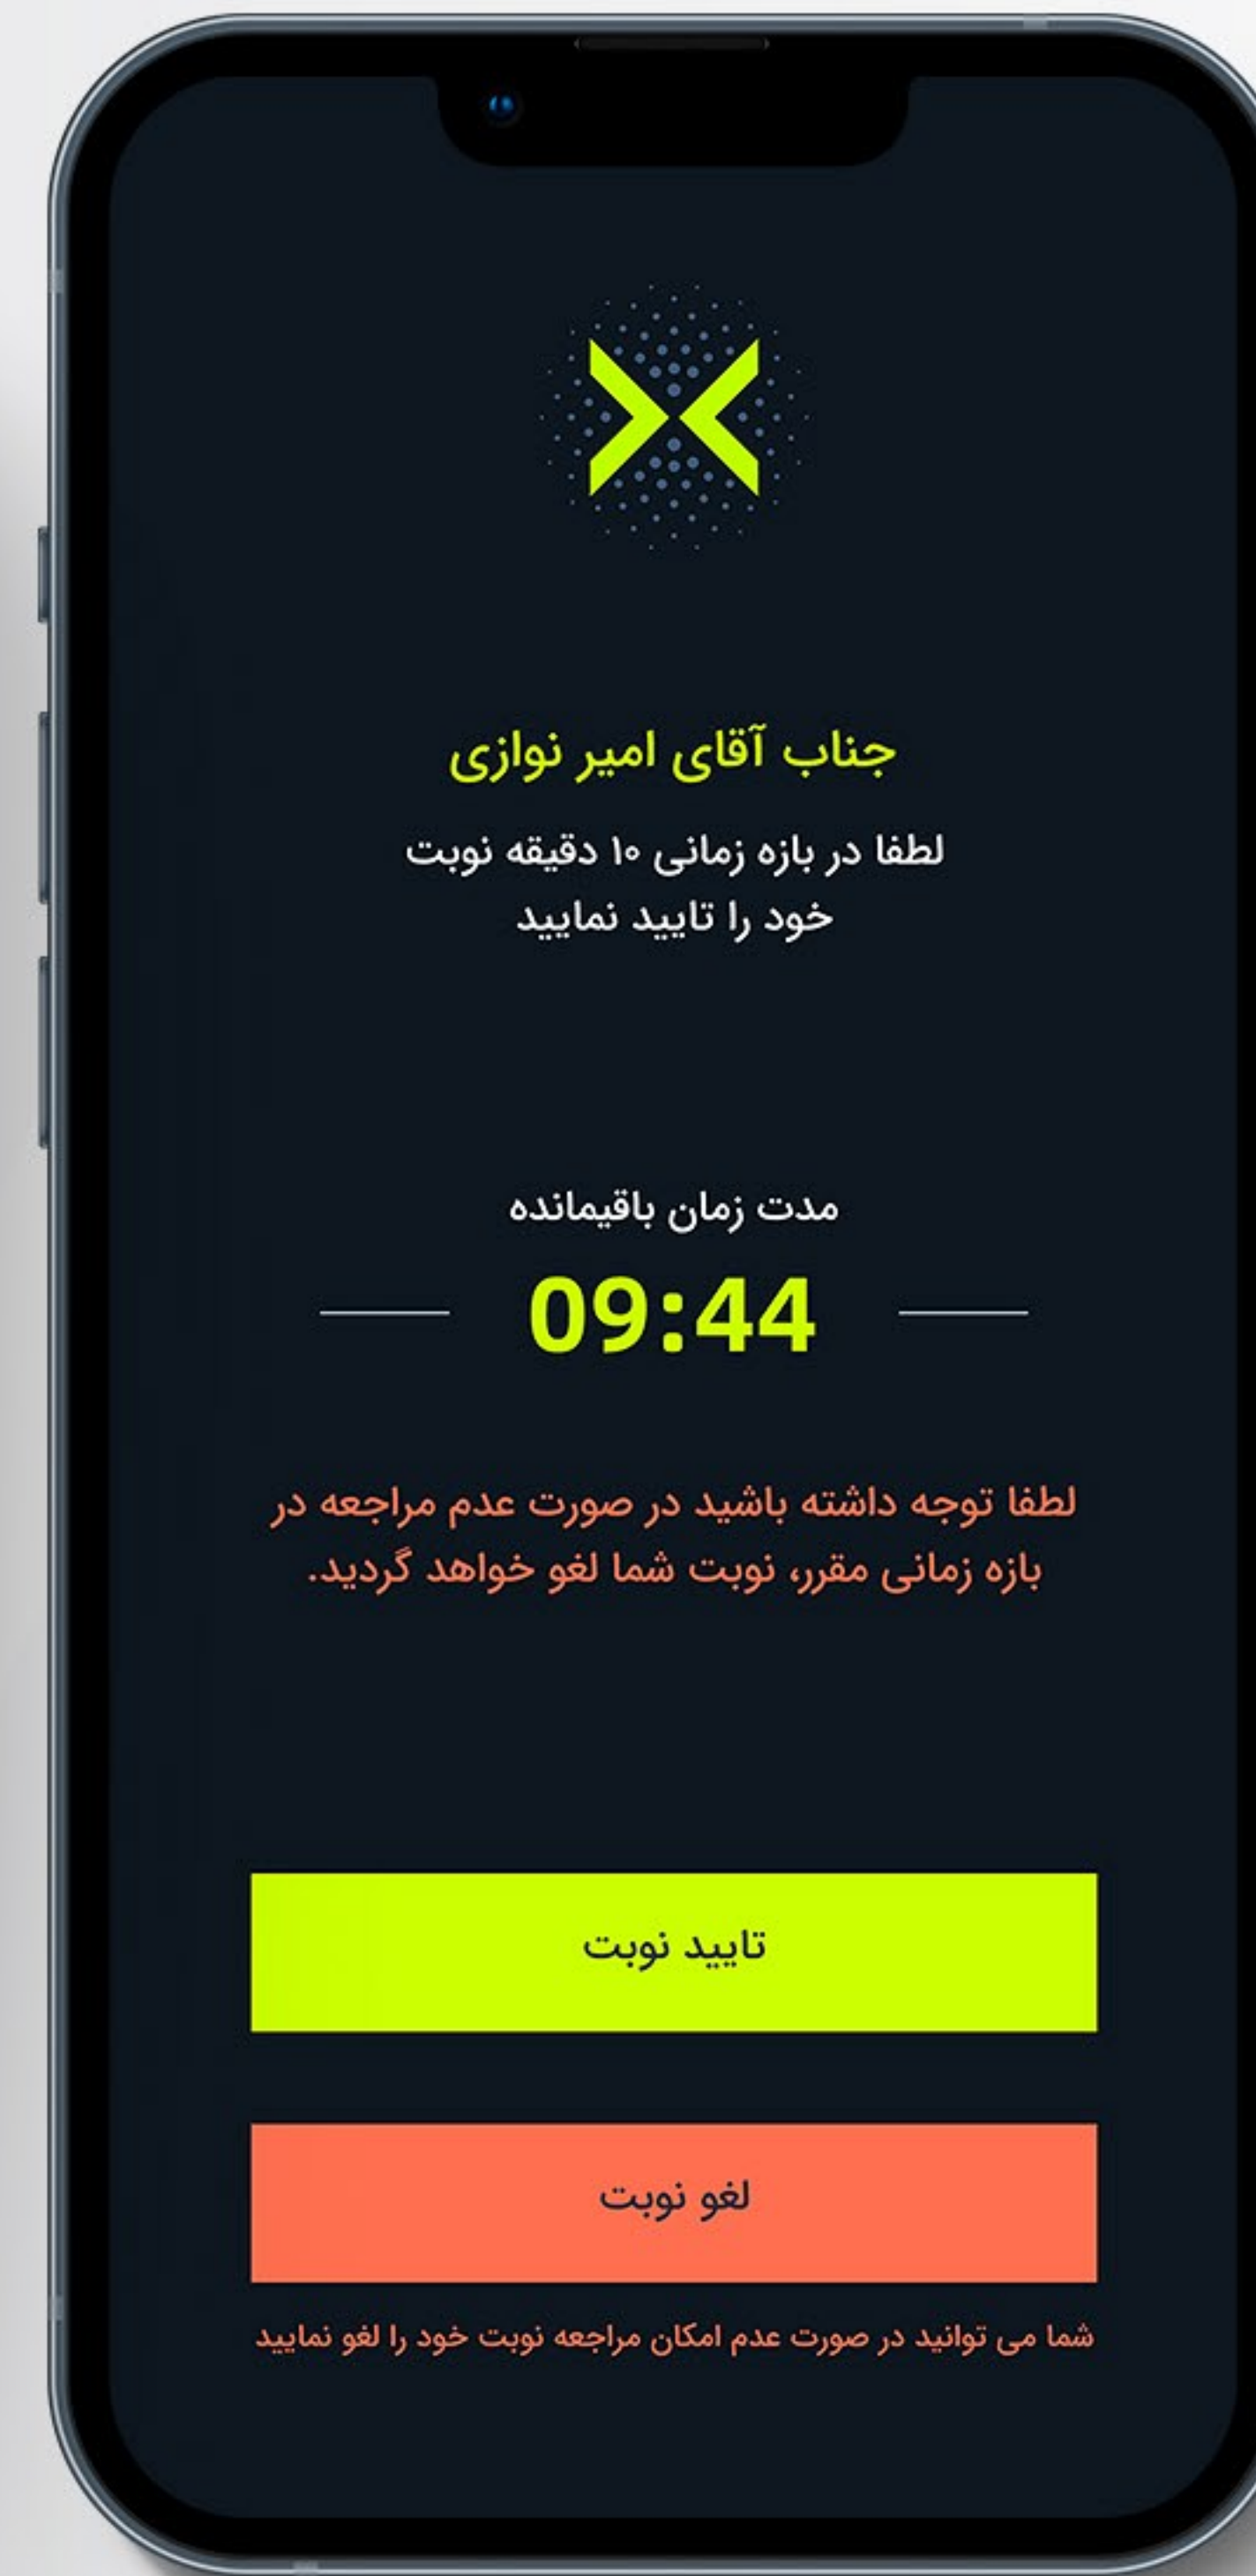 جناب آقای امیر نوازی
لطفا در بازه زمانی ۱۰ دقیقه نوبت
خود را تایید نمایید
مدت زمان باقیمانده
09:44
لطفا توجه داشته باشید در صورت عدم مراجعه در
بازه زمانی مقرر، نوبت شما لغو خواهد گردید.
تایید نوبت
لغو نوبت
شما می توانید در صورت عدم امکان مراجعه نوبت خود را لغو نمایید